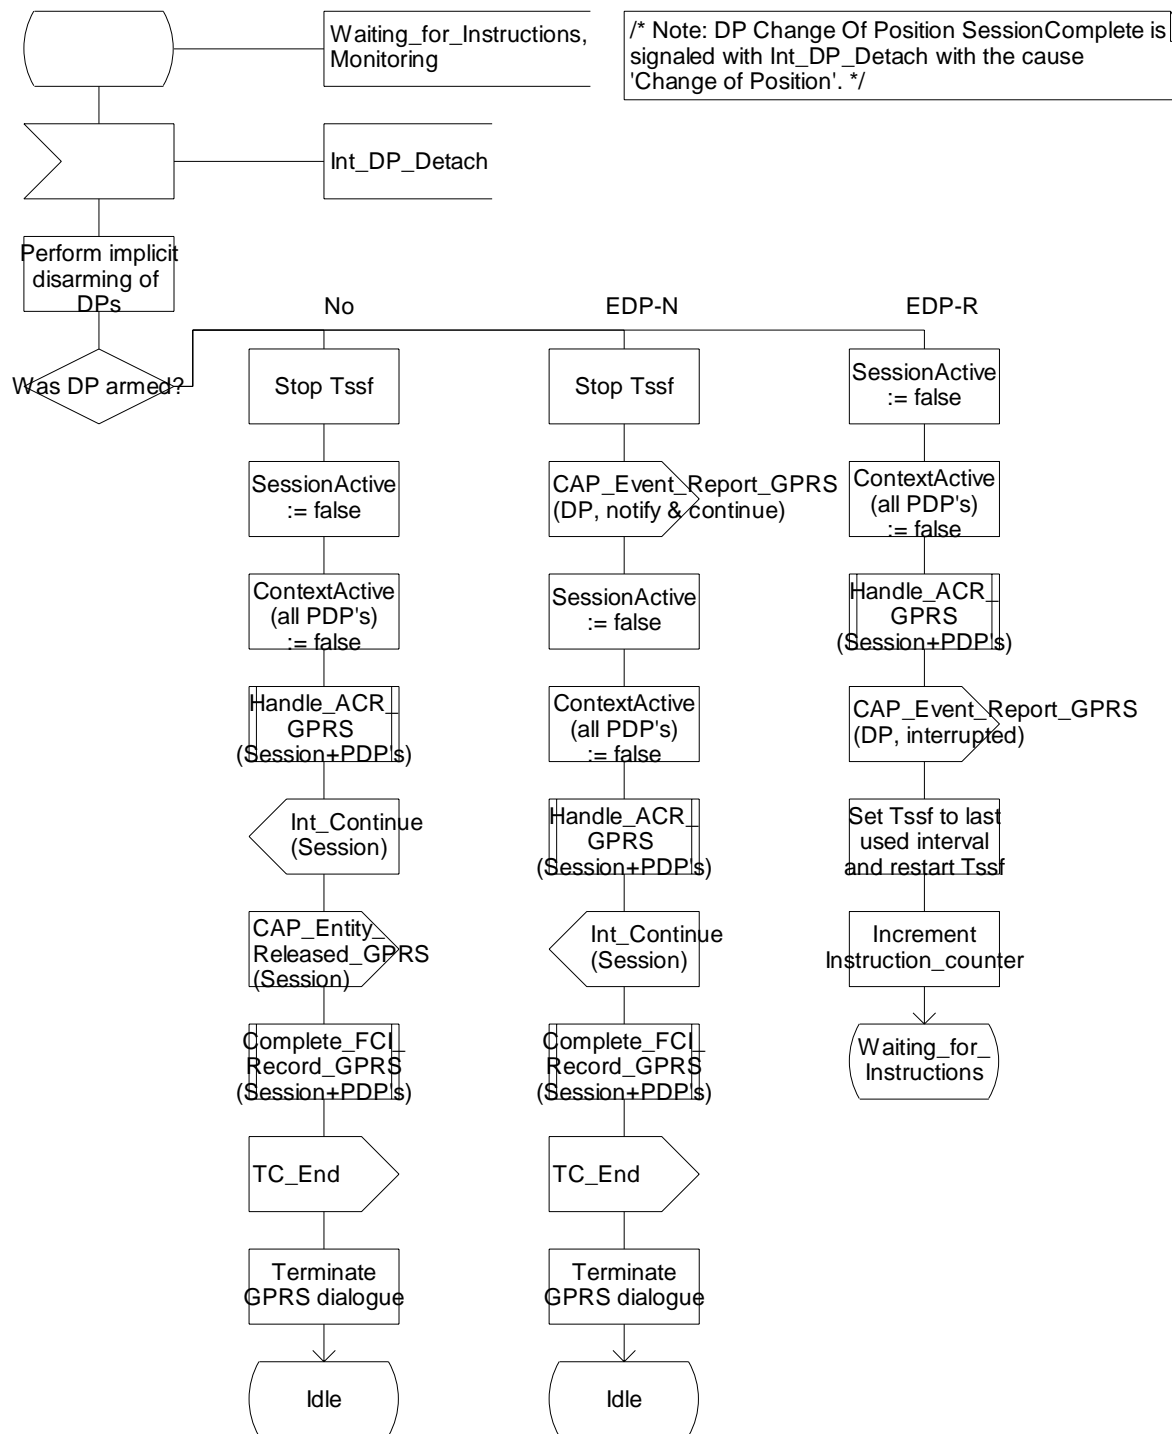 Waiting_for_Instructions,
Monitoring
/* Note: DP Change Of Position SessionComplete is
signaled with Int_DP_Detach with the cause
'Change of Position'. */
Int_DP_Detach
Perform implicit
disarming of
DPs
Was DP armed?
No
Stop Tssf
SessionActive
:= false
ContextActive
(all PDP's)
:= false
Handle_ACR_
GPRS
(Session+PDP's)
Int_Continue
(Session)
CAP_Entity_
Released_GPRS
(Session)
Complete_FCI_
Record_GPRS
(Session+PDP's)
TC_End
Terminate
GPRS dialogue
Idle
EDP-N
Stop Tssf
CAP_Event_Report_GPRS
(DP, notify & continue)
SessionActive
:= false
ContextActive
(all PDP's)
:= false
Handle_ACR_
GPRS
(Session+PDP's)
Int_Continue
(Session)
Complete_FCI_
Record_GPRS
(Session+PDP's)
TC_End
Terminate
GPRS dialogue
Idle
EDP-R
SessionActive
:= false
ContextActive
(all PDP's)
:= false
Handle_ACR_
GPRS
(Session+PDP's)
CAP_Event_Report_GPRS
(DP, interrupted)
Set Tssf to last
used interval
and restart Tssf
Increment
Instruction_counter
Waiting_for_
Instructions